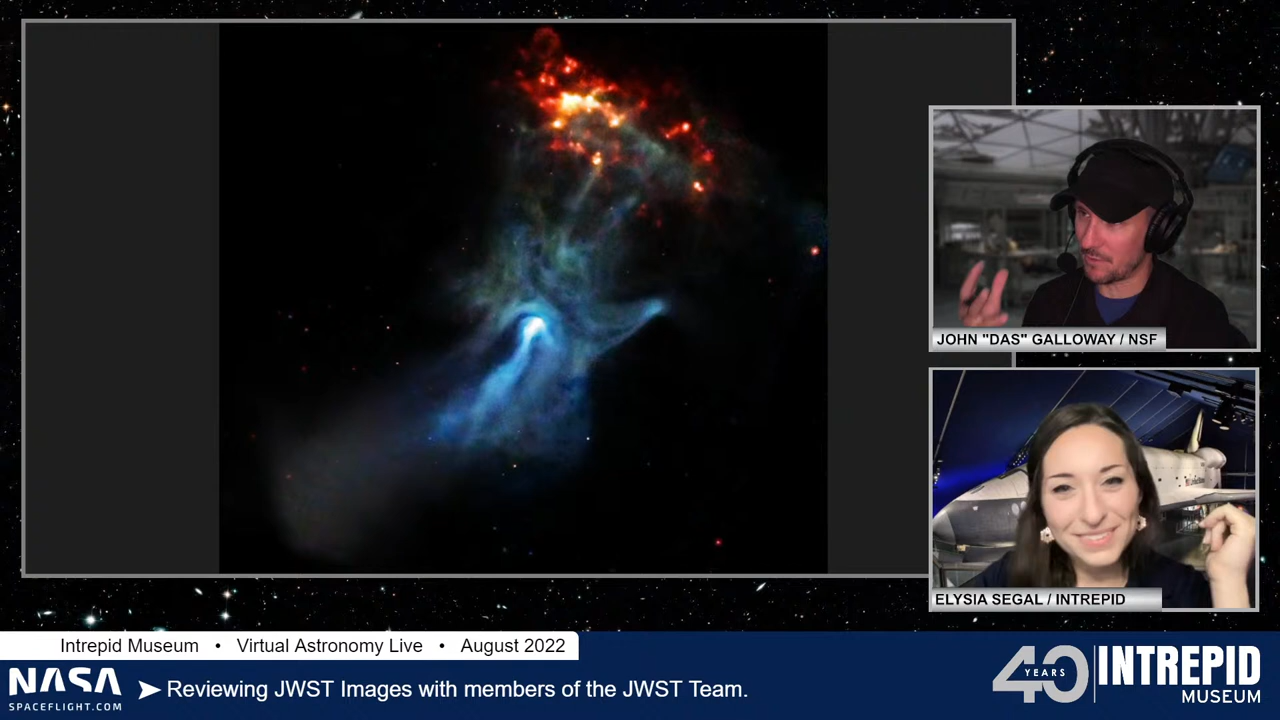 JOHN "DAS" GALLOWAY / NSF
ELYSIA SEGAL / INTREPID
Intrepid Museum • Virtual Astronomy Live • August 2022
NASA
SPACEFLIGHT.COM
➤ Reviewing JWST Images with members of the JWST Team.
40
YEARS
INTREPID
MUSEUM